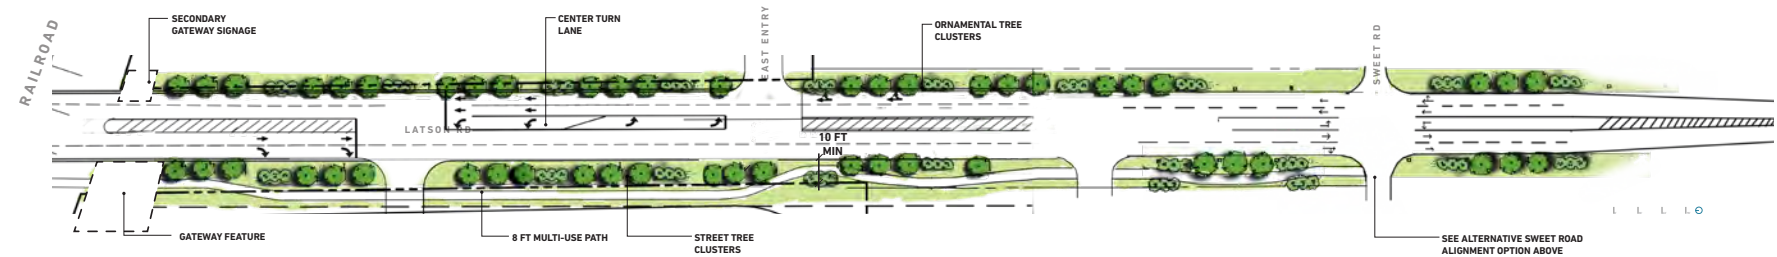 RAILROAD
SECONDARY
GATEWAY SIGNAGE
CENTER TURN
LANE
EAST ENTRY
ORNAMENTAL TREE
CLUSTERS
SWEET RD
LATSON RD
10 FT
MIN
GATEWAY FEATURE
8 FT MULTI-USE PATH
STREET TREE
CLUSTERS
SEE ALTERNATIVE SWEET ROAD
ALIGNMENT OPTION ABOVE